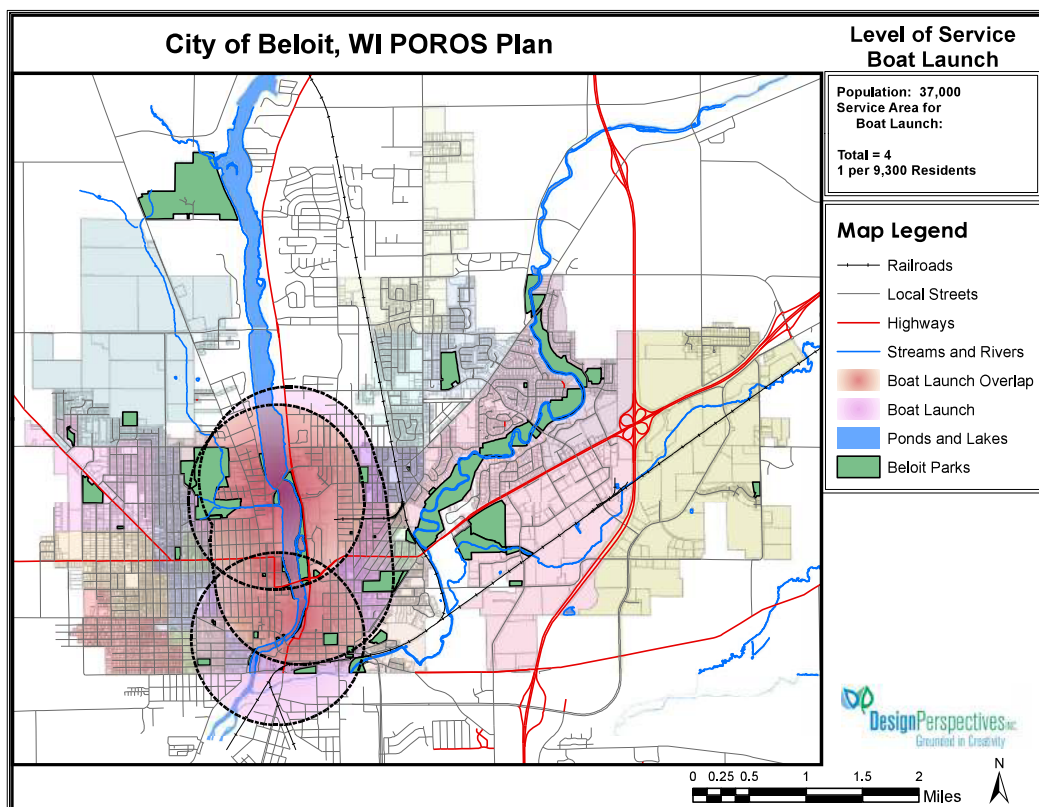 City of Beloit, WI POROS Plan
Level of Service
Boat Launch
Population: 37,000
Service Area for
Boat Launch:
Total = 4
1 per 9,300 Residents
Map Legend
Railroads
Local Streets
Highways
Streams and Rivers
Boat Launch Overlap
Boat Launch
Ponds and Lakes
Beloit Parks
DesignPerspectives INC.
Grounded in Creativity
N
0 0.25 0.5 1 1.5 2
Miles